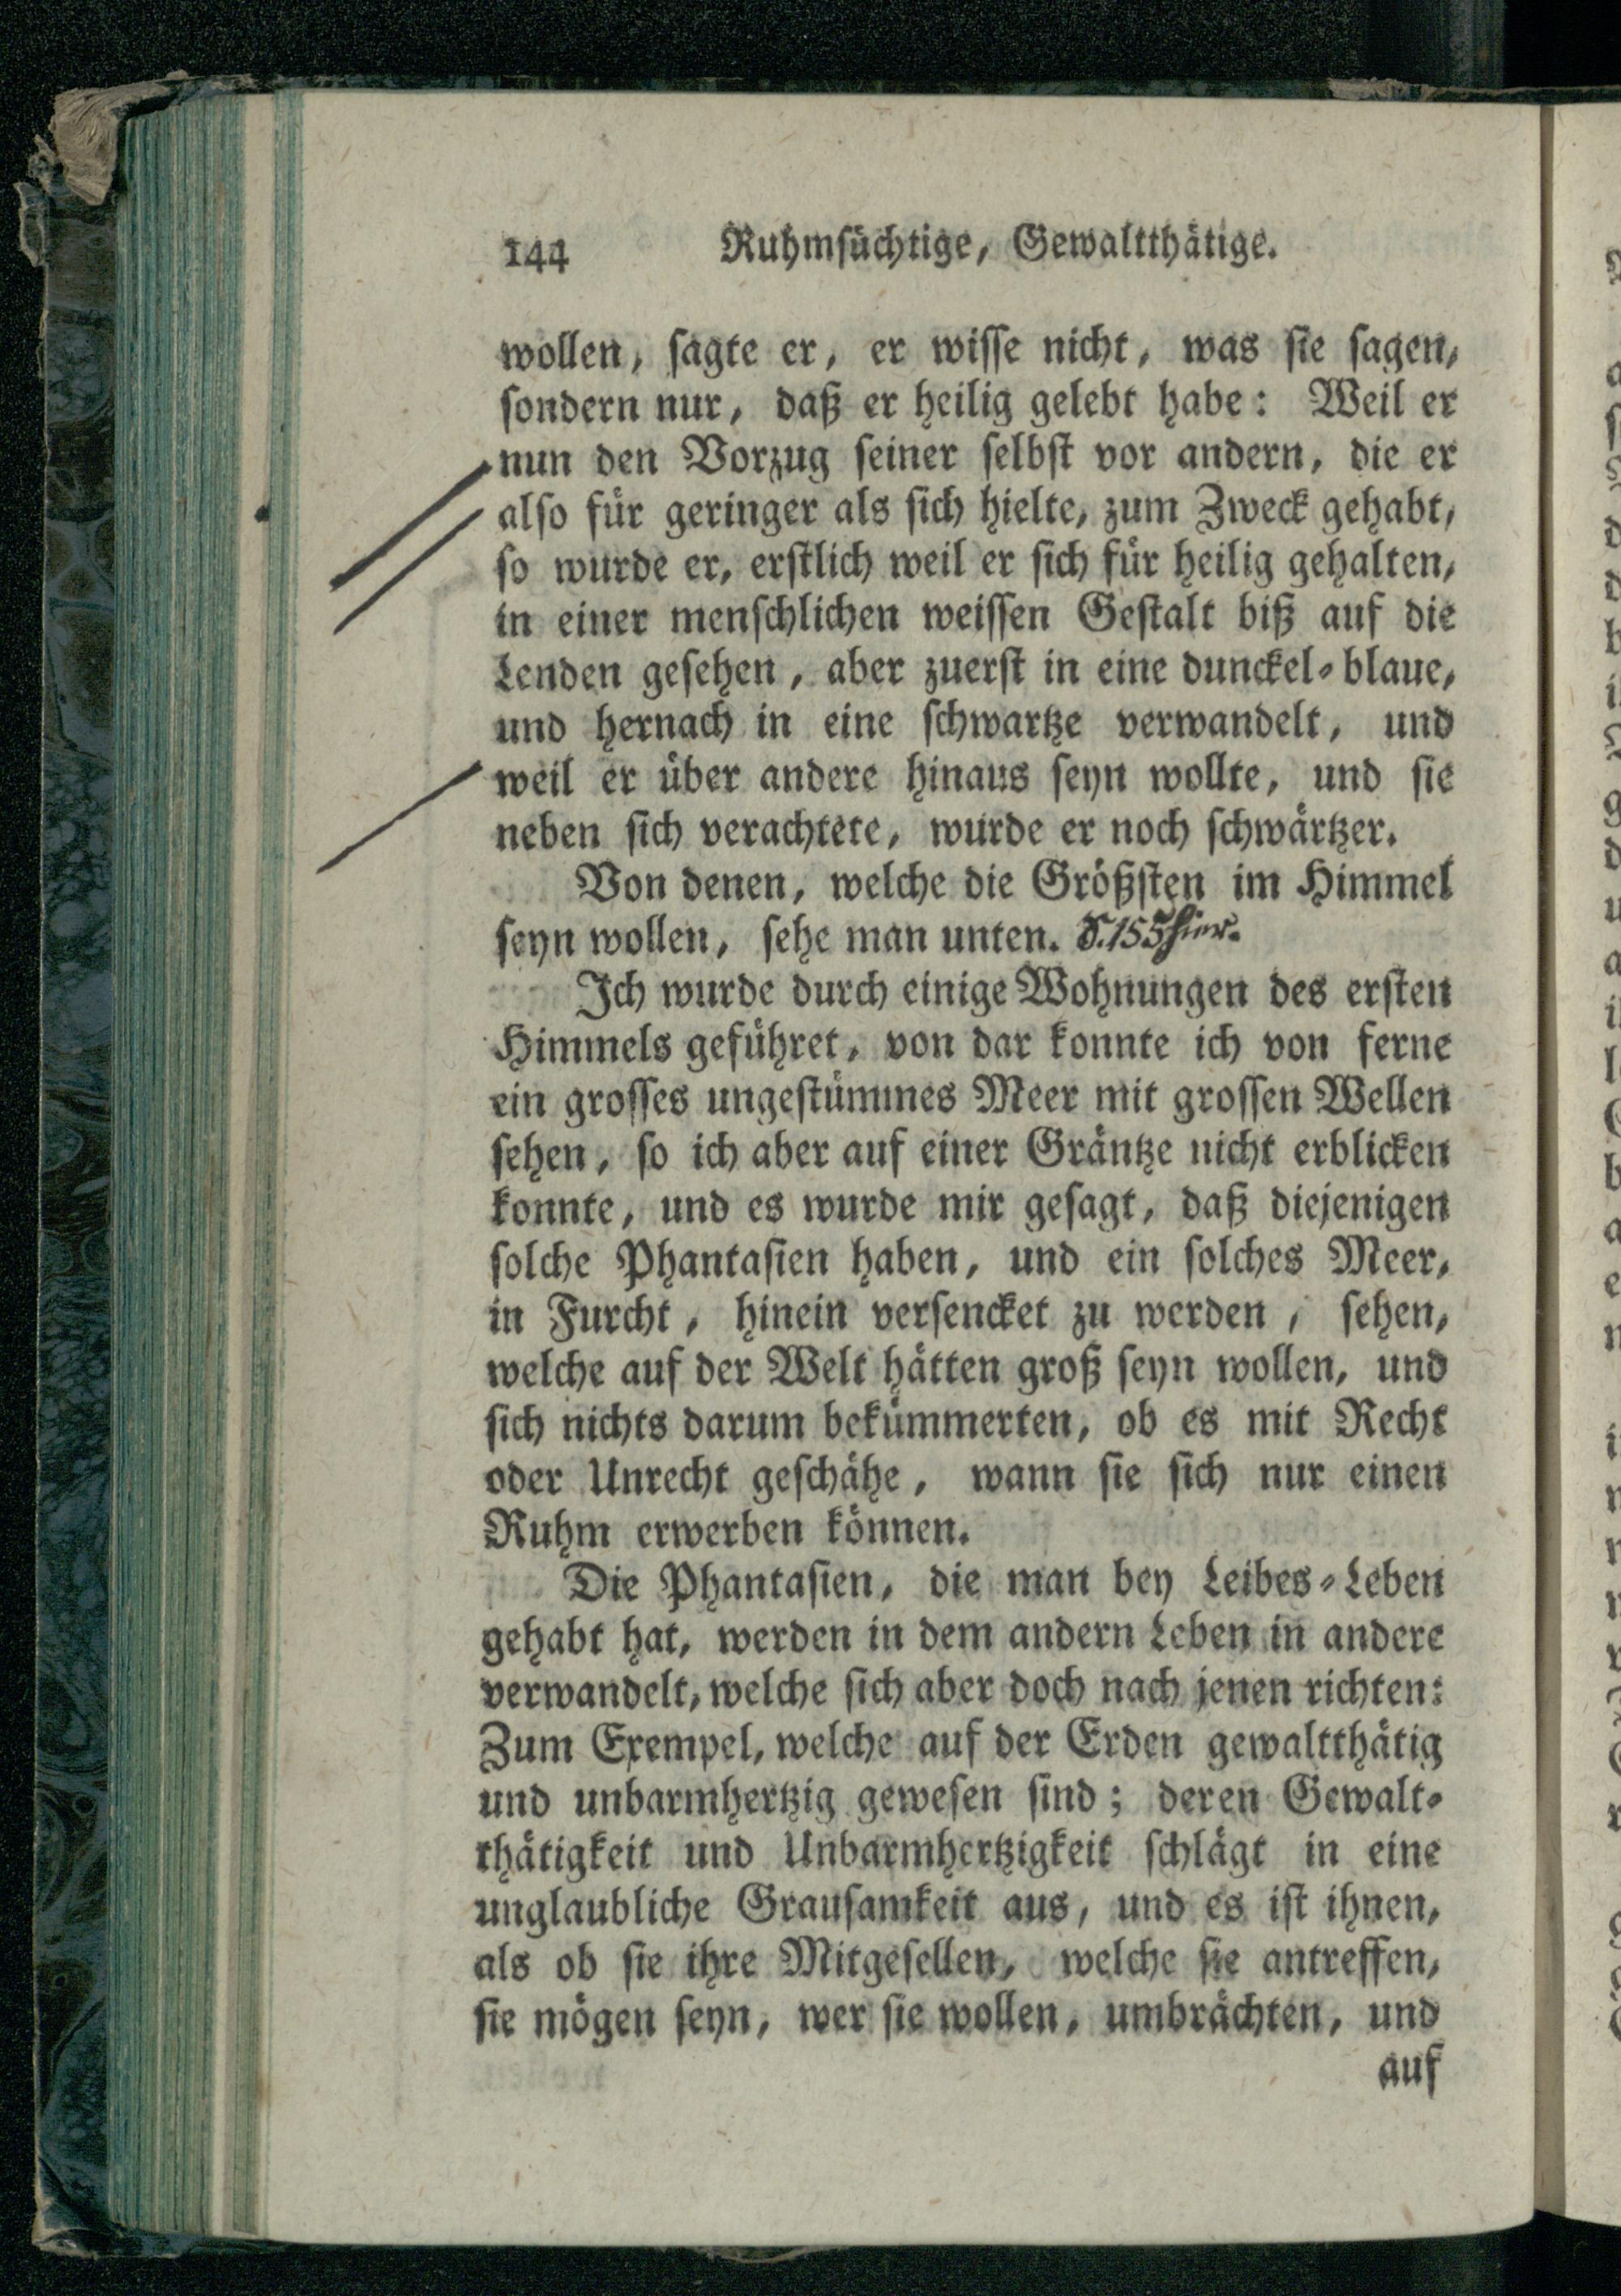 144 Ruhmsüchtige, Gewaltthätige.
wollen, sagte er, er wisse nicht, was sie sagen,
sondern nur, daß er heilig gelebt habe: Weil er
nun den Vorzug seiner selbst vor andern, die er
also für geringer als sich hielte, zum Zweck gehabt,
so wurde er, erstlich weil er sich für heilig gehalten,
in einer menschlichen weissen Gestalt biß auf die
Lenden gesehen, aber zuerst in eine dunckel-blaue,
und hernach in eine schwartze verwandelt, und
weil er über andere hinaus seyn wollte, und sie
neben sich verachtete, wurde er noch schwärtzer.
Von denen, welche die Größsten im Himmel
seyn wollen, sehe man unten. S. 155 hier.
Ich wurde durch einige Wohnungen des ersten
Himmels geführet, von dar konnte ich von ferne
ein grosses ungestümmes Meer mit grossen Wellen
sehen, so ich aber auf einer Gräntze nicht erblicken
konnte, und es wurde mir gesagt, daß diejenigen
solche Phantasien haben, und ein solches Meer,
in Furcht, hinein versencket zu werden, sehen,
welche auf der Welt hätten groß seyn wollen, und
sich nichts darum bekümmerten, ob es mit Recht
oder Unrecht geschähe, wann sie sich nur einen
Ruhm erwerben können.
Die Phantasien, die man bey Leibes-Leben
gehabt hat, werden in dem andern Leben in andere
verwandelt, welche sich aber doch nach jenen richten:
Zum Exempel, welche auf der Erden gewaltthätig
und unbarmhertzig gewesen sind; deren Gewalt-
thätigkeit und Unbarmhertzigkeit schlägt in eine
unglaubliche Grausamkeit aus, und es ist ihnen,
als ob sie ihre Mitgesellen, welche sie antreffen,
sie mögen seyn, wer sie wollen, umbrächten, und
auf